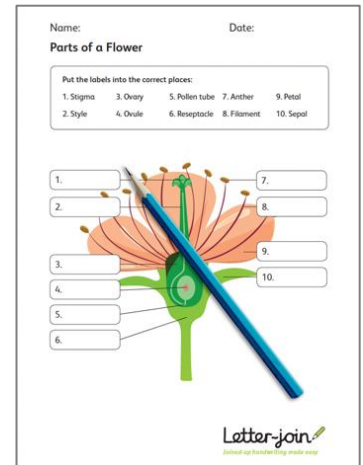 Name: Date:
Parts of a Flower
Put the labels into the correct places:
1. Stigma 3. Ovary 5. Pollen tube 7. Anther 9. Petal
2. Style 4. Ovule 6. Reseptacle 8. Filament 10. Sepal
1. 7.
2. 8.
3. 9.
4. 10.
5.
6.
Letter-join
Joined-up handwriting made easy